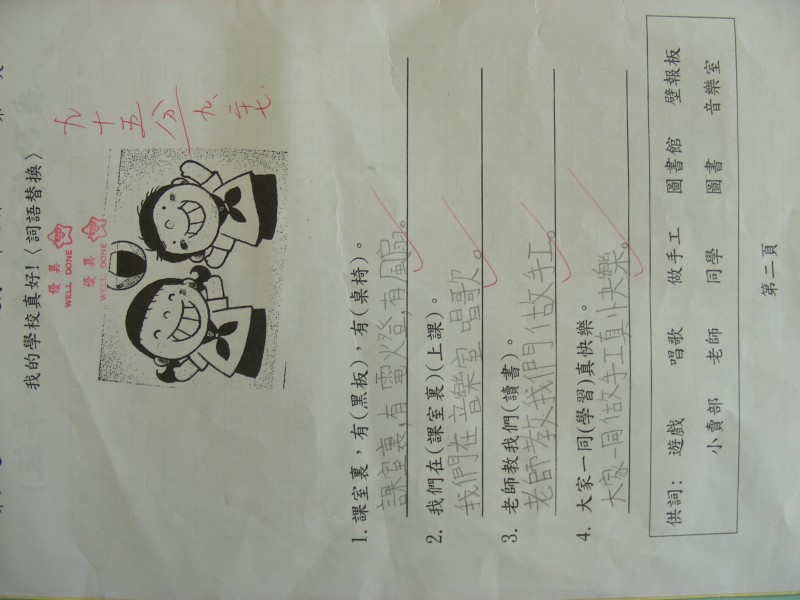 我的學校真好!〈詞語替換〉
優異
WELL DONE
優異
WELL DONE
九十五分
1. 課室裏,有(黑板),有(桌椅)。
課室裏,有電火燈,有風扇。
2. 我們在(課室裏)(上課)。
我們在音樂室唱歌。
3. 老師教我們(讀書)。
老師教我們做手工。
4. 大家一同(學習)真快樂。
大家一同做手工真快樂。
供詞: 遊戲 唱歌 做手工 圖書館 壁報板
小賣部 老師 同學 圖書 音樂室
第二頁